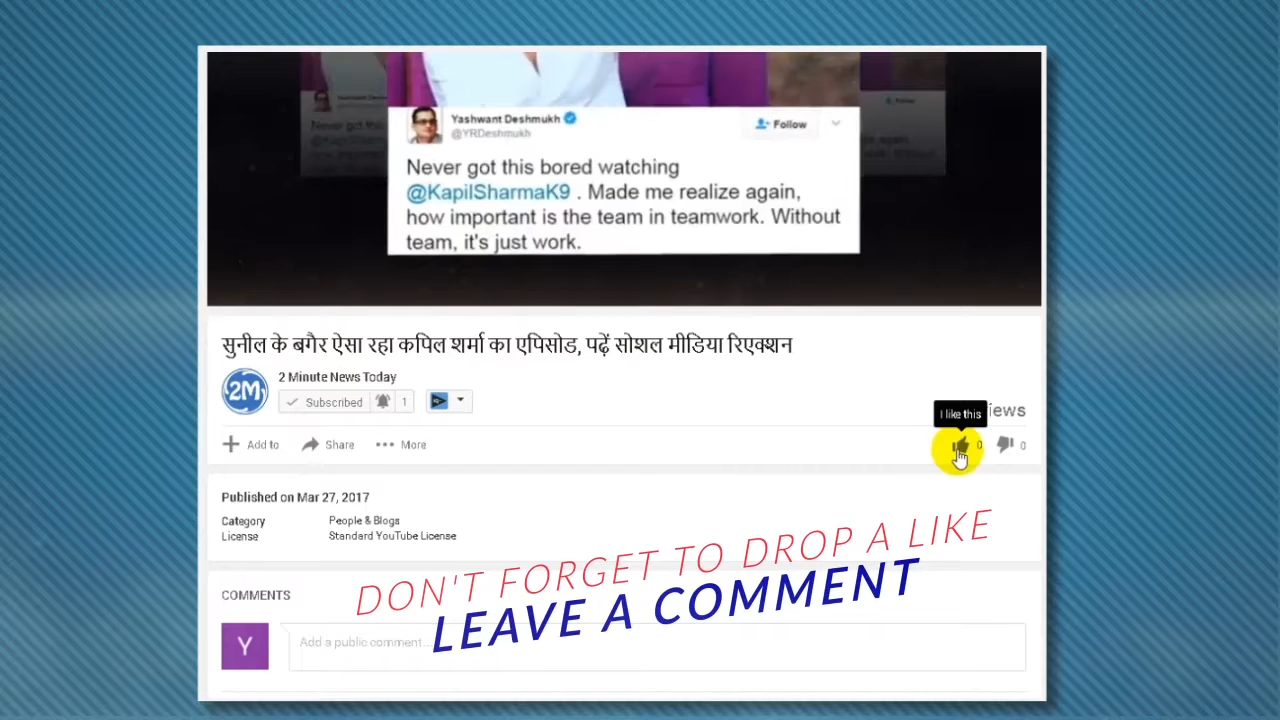 Yashwant Deshmukh
@YRDeshmukh
Follow
Never got this bored watching
@KapilSharmaK9 . Made me realize again,
how important is the team in teamwork. Without
team, it's just work.
सुनील के बगैर ऐसा रहा कपिल शर्मा का एपिसोड, पढ़ें सोशल मीडिया रिएक्शन
2M
2 Minute News Today
Subscribed 1
iews
I like this
Add to Share More 0 0
Published on Mar 27, 2017
Category People & Blogs
License Standard YouTube License
DON'T FORGET TO DROP A LIKE
LEAVE A COMMENT
COMMENTS
Y
Add a public comment...